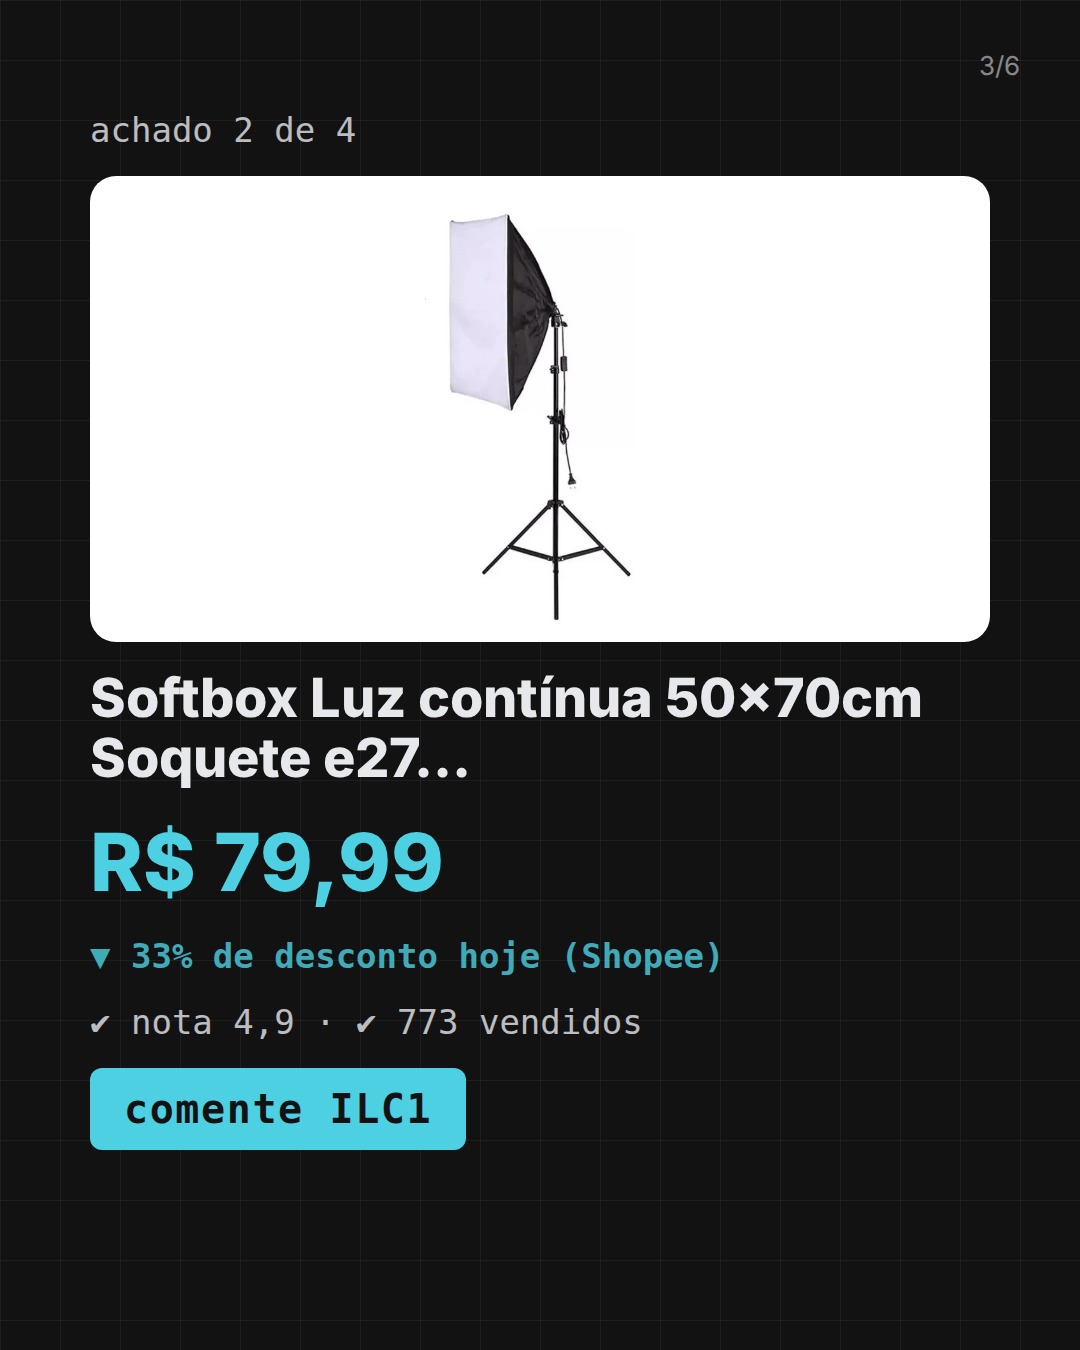 3/6
achado 2 de 4
Softbox Luz contínua 50×70cm
Soquete e27...
R$ 79,99
▼ 33% de desconto hoje (Shopee)
✔ nota 4,9 · ✔ 773 vendidos
comente ILC1